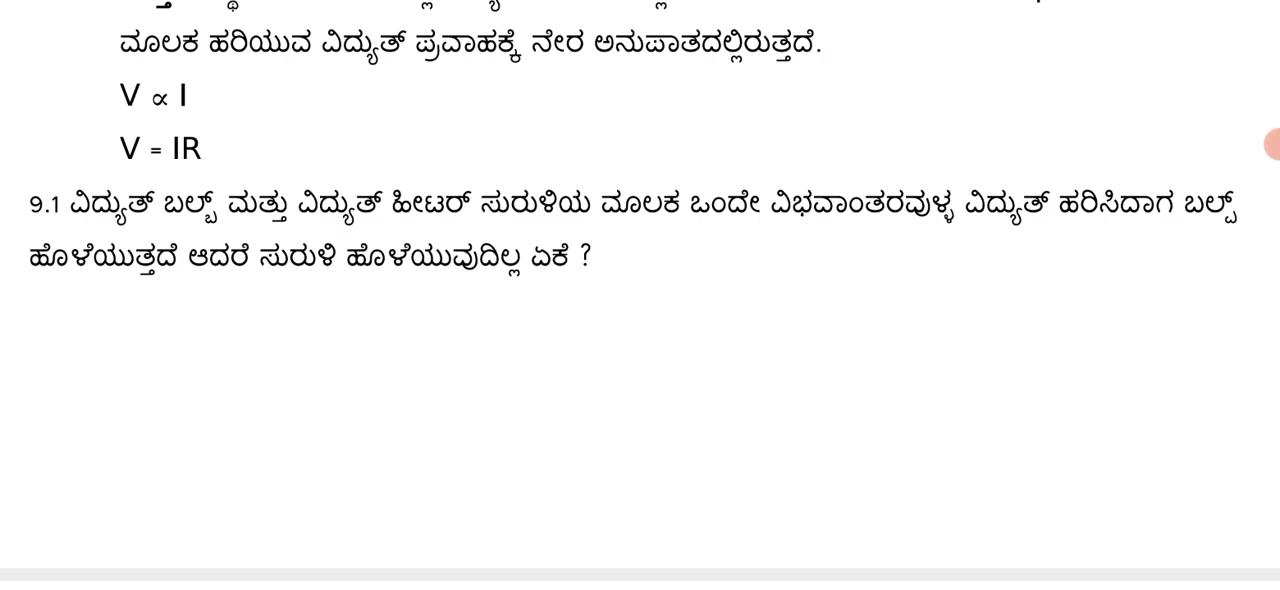 ಮೂಲಕ ಹರಿಯುವ ವಿದ್ಯುತ್ ಪ್ರವಾಹಕ್ಕೆ ನೇರ ಅನುಪಾತದಲ್ಲಿರುತ್ತದೆ.
V ∝ I
V = IR
9.1 ವಿದ್ಯುತ್ ಬಲ್ಬ್ ಮತ್ತು ವಿದ್ಯುತ್ ಹೀಟರ್ ಸುರುಳಿಯ ಮೂಲಕ ಒಂದೇ ವಿಭವಾಂತರವುಳ್ಳ ವಿದ್ಯುತ್ ಹರಿಸಿದಾಗ ಬಲ್ಪ್
ಹೊಳೆಯುತ್ತದೆ ಆದರೆ ಸುರುಳಿ ಹೊಳೆಯುವುದಿಲ್ಲ ಏಕೆ ?